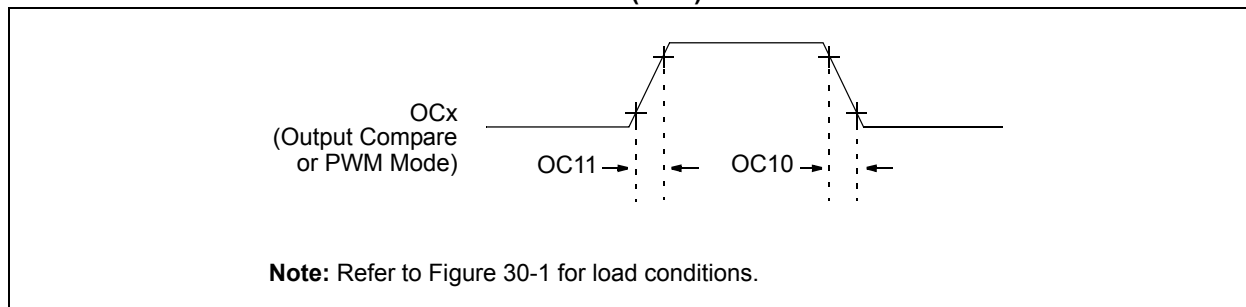 OCx
(Output Compare
or PWM Mode)
OC11
OC10
Note: Refer to Figure 30-1 for load conditions.